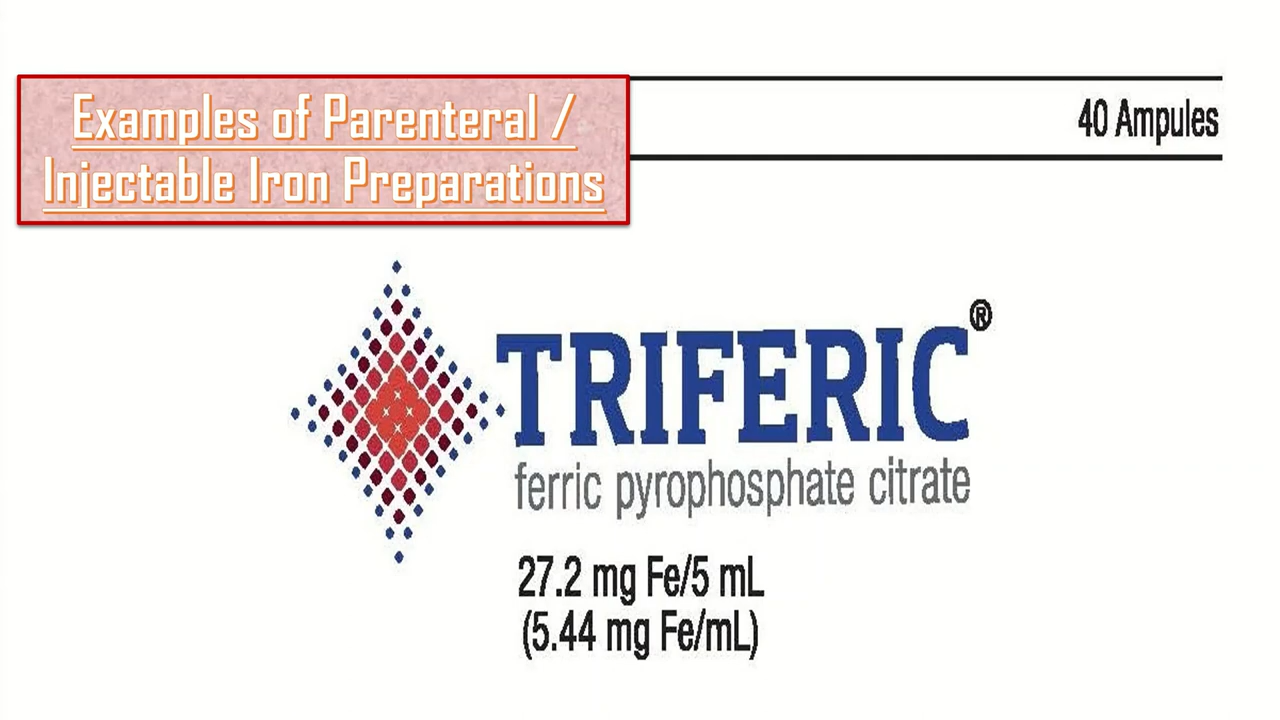 Examples of Parenteral /
Injectable Iron Preparations
40 Ampules
TRIFERIC®
ferric pyrophosphate citrate
27.2 mg Fe/5 mL
(5.44 mg Fe/mL)